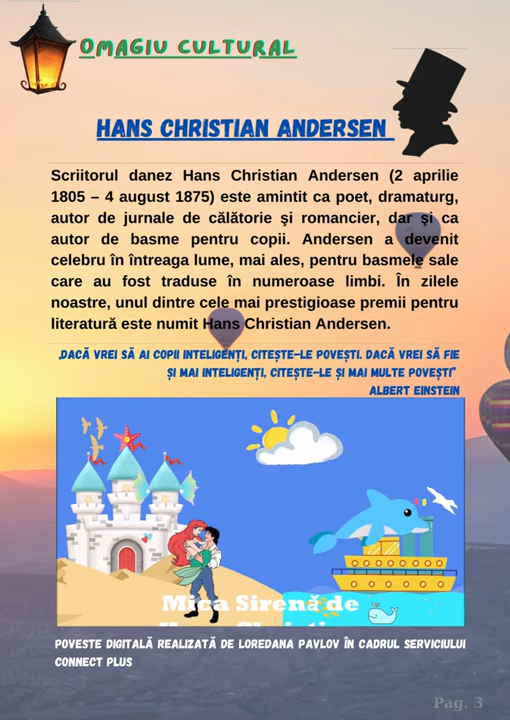 OMAGIU CULTURAL
HANS CHRISTIAN ANDERSEN
Scriitorul danez Hans Christian Andersen (2 aprilie
1805 – 4 august 1875) este amintit ca poet, dramaturg,
autor de jurnale de călătorie şi romancier, dar şi ca
autor de basme pentru copii. Andersen a devenit
celebru în întreaga lume, mai ales, pentru basmele sale
care au fost traduse în numeroase limbi. În zilele
noastre, unul dintre cele mai prestigioase premii pentru
literatură este numit Hans Christian Andersen.
„DACĂ VREI SĂ AI COPII INTELIGENȚI, CITEȘTE-LE POVEȘTI. DACĂ VREI SĂ FIE
ȘI MAI INTELIGENȚI, CITEȘTE-LE ȘI MAI MULTE POVEȘTI”
ALBERT EINSTEIN
Mica Sirenă de
Hans Christian
POVESTE DIGITALĂ REALIZATĂ DE LOREDANA PAVLOV ÎN CADRUL SERVICIULUI
CONNECT PLUS
Pag. 3